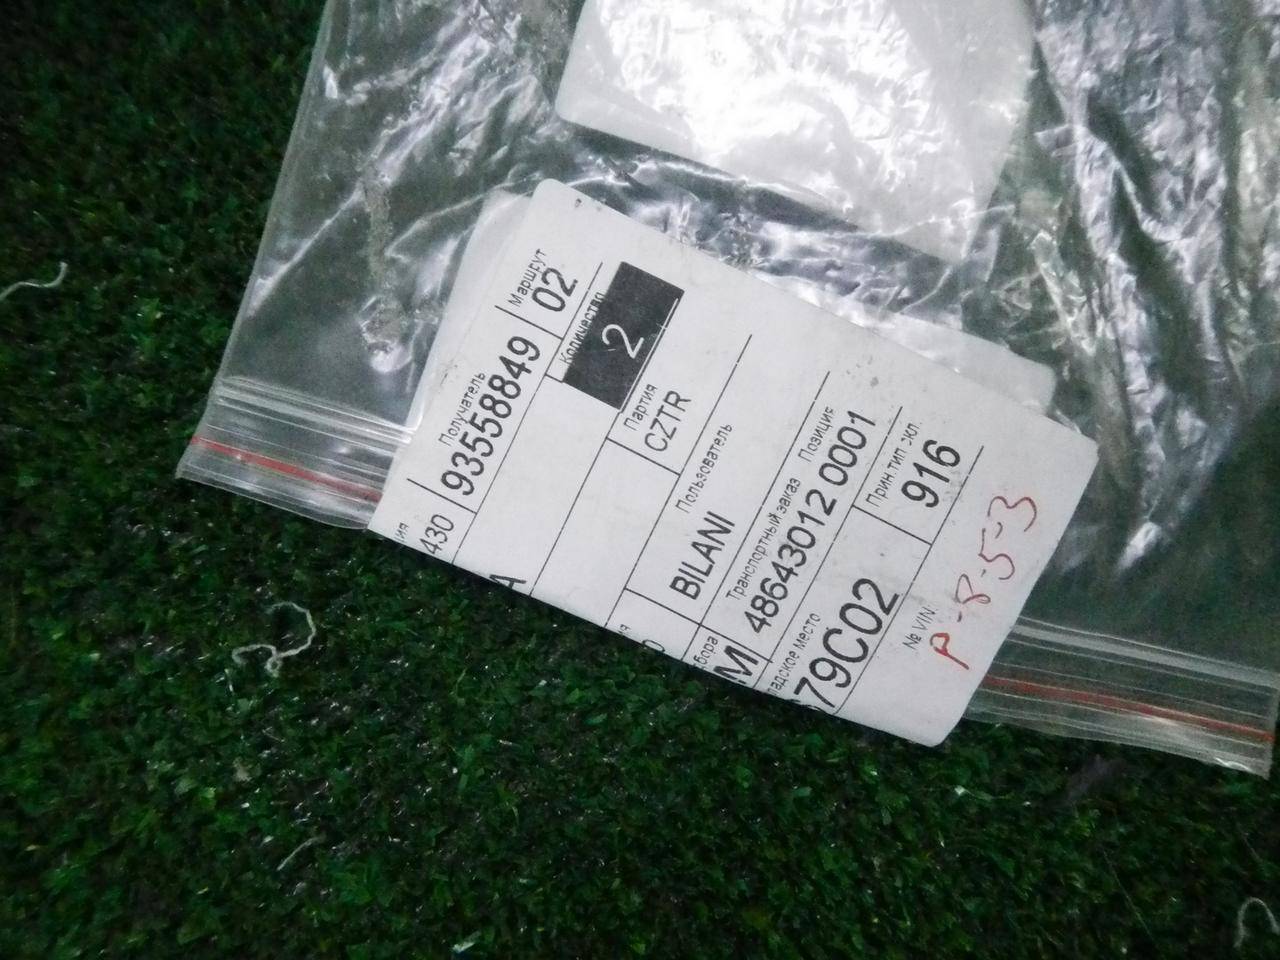 Получатель Маршрут
430 93558849 02
Количество
2
А
Партия
CZTR
Пользователь
BILANI
Транспортный заказ Позиция
M 48643012 0001
место Прин.тип
79C02 916
№ VIN:
P-8-5-3